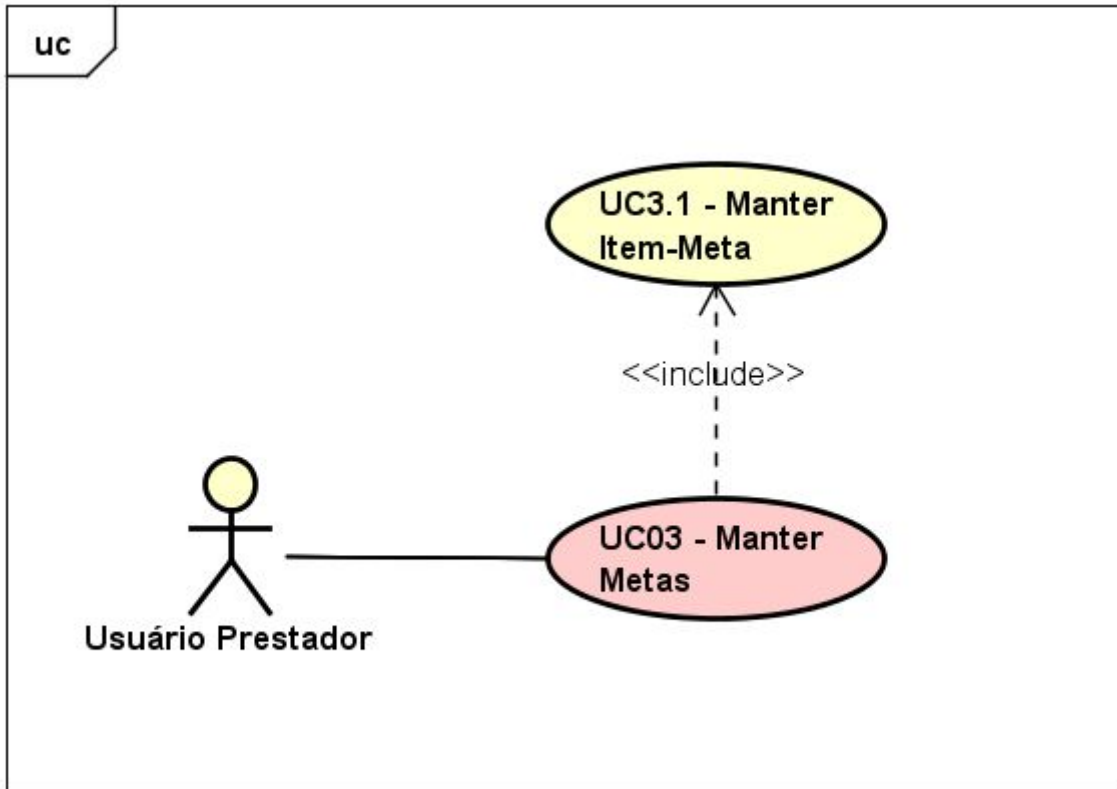 uc
UC3.1 - Manter
Item-Meta
<<include>>
UC03 - Manter
Metas
Usuário Prestador